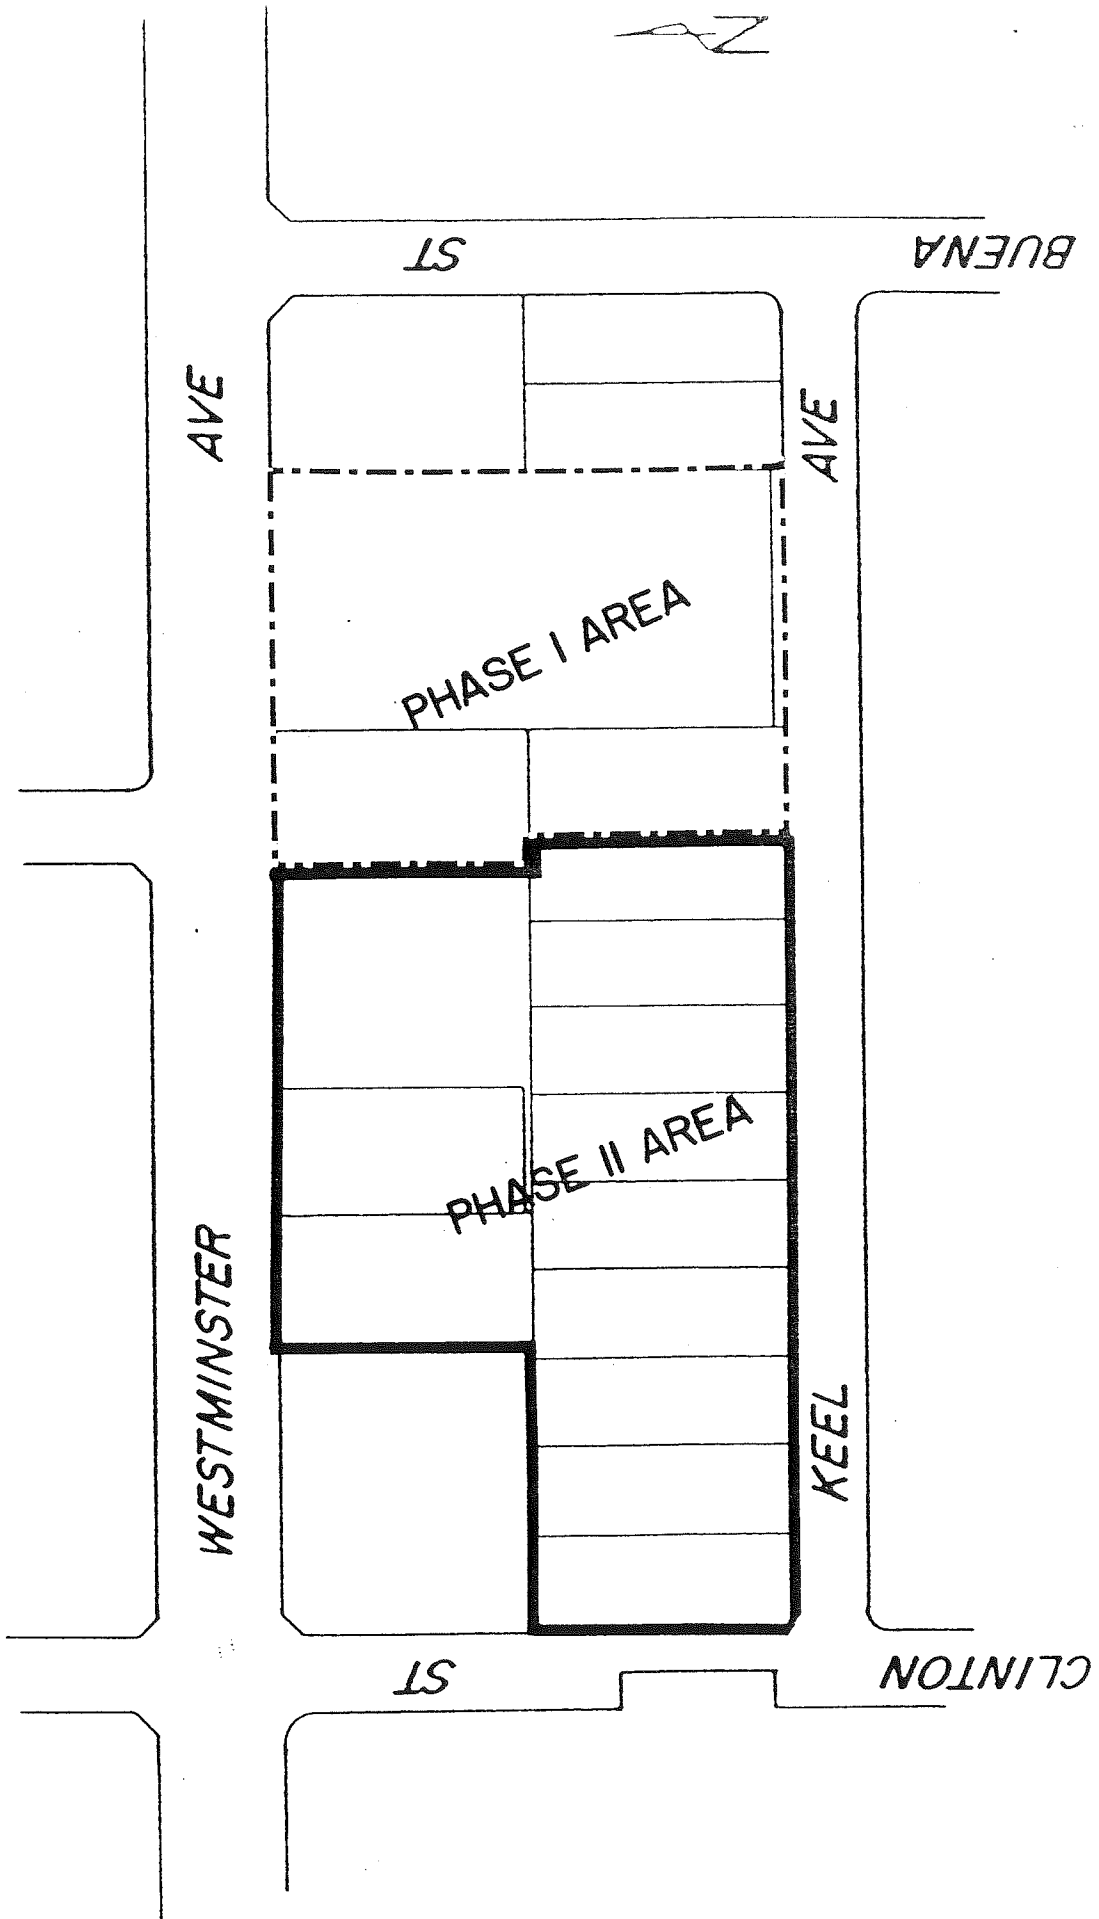 N
BUENA ST
WESTMINSTER AVE
KEEL AVE
PHASE I AREA
PHASE II AREA
CLINTON ST